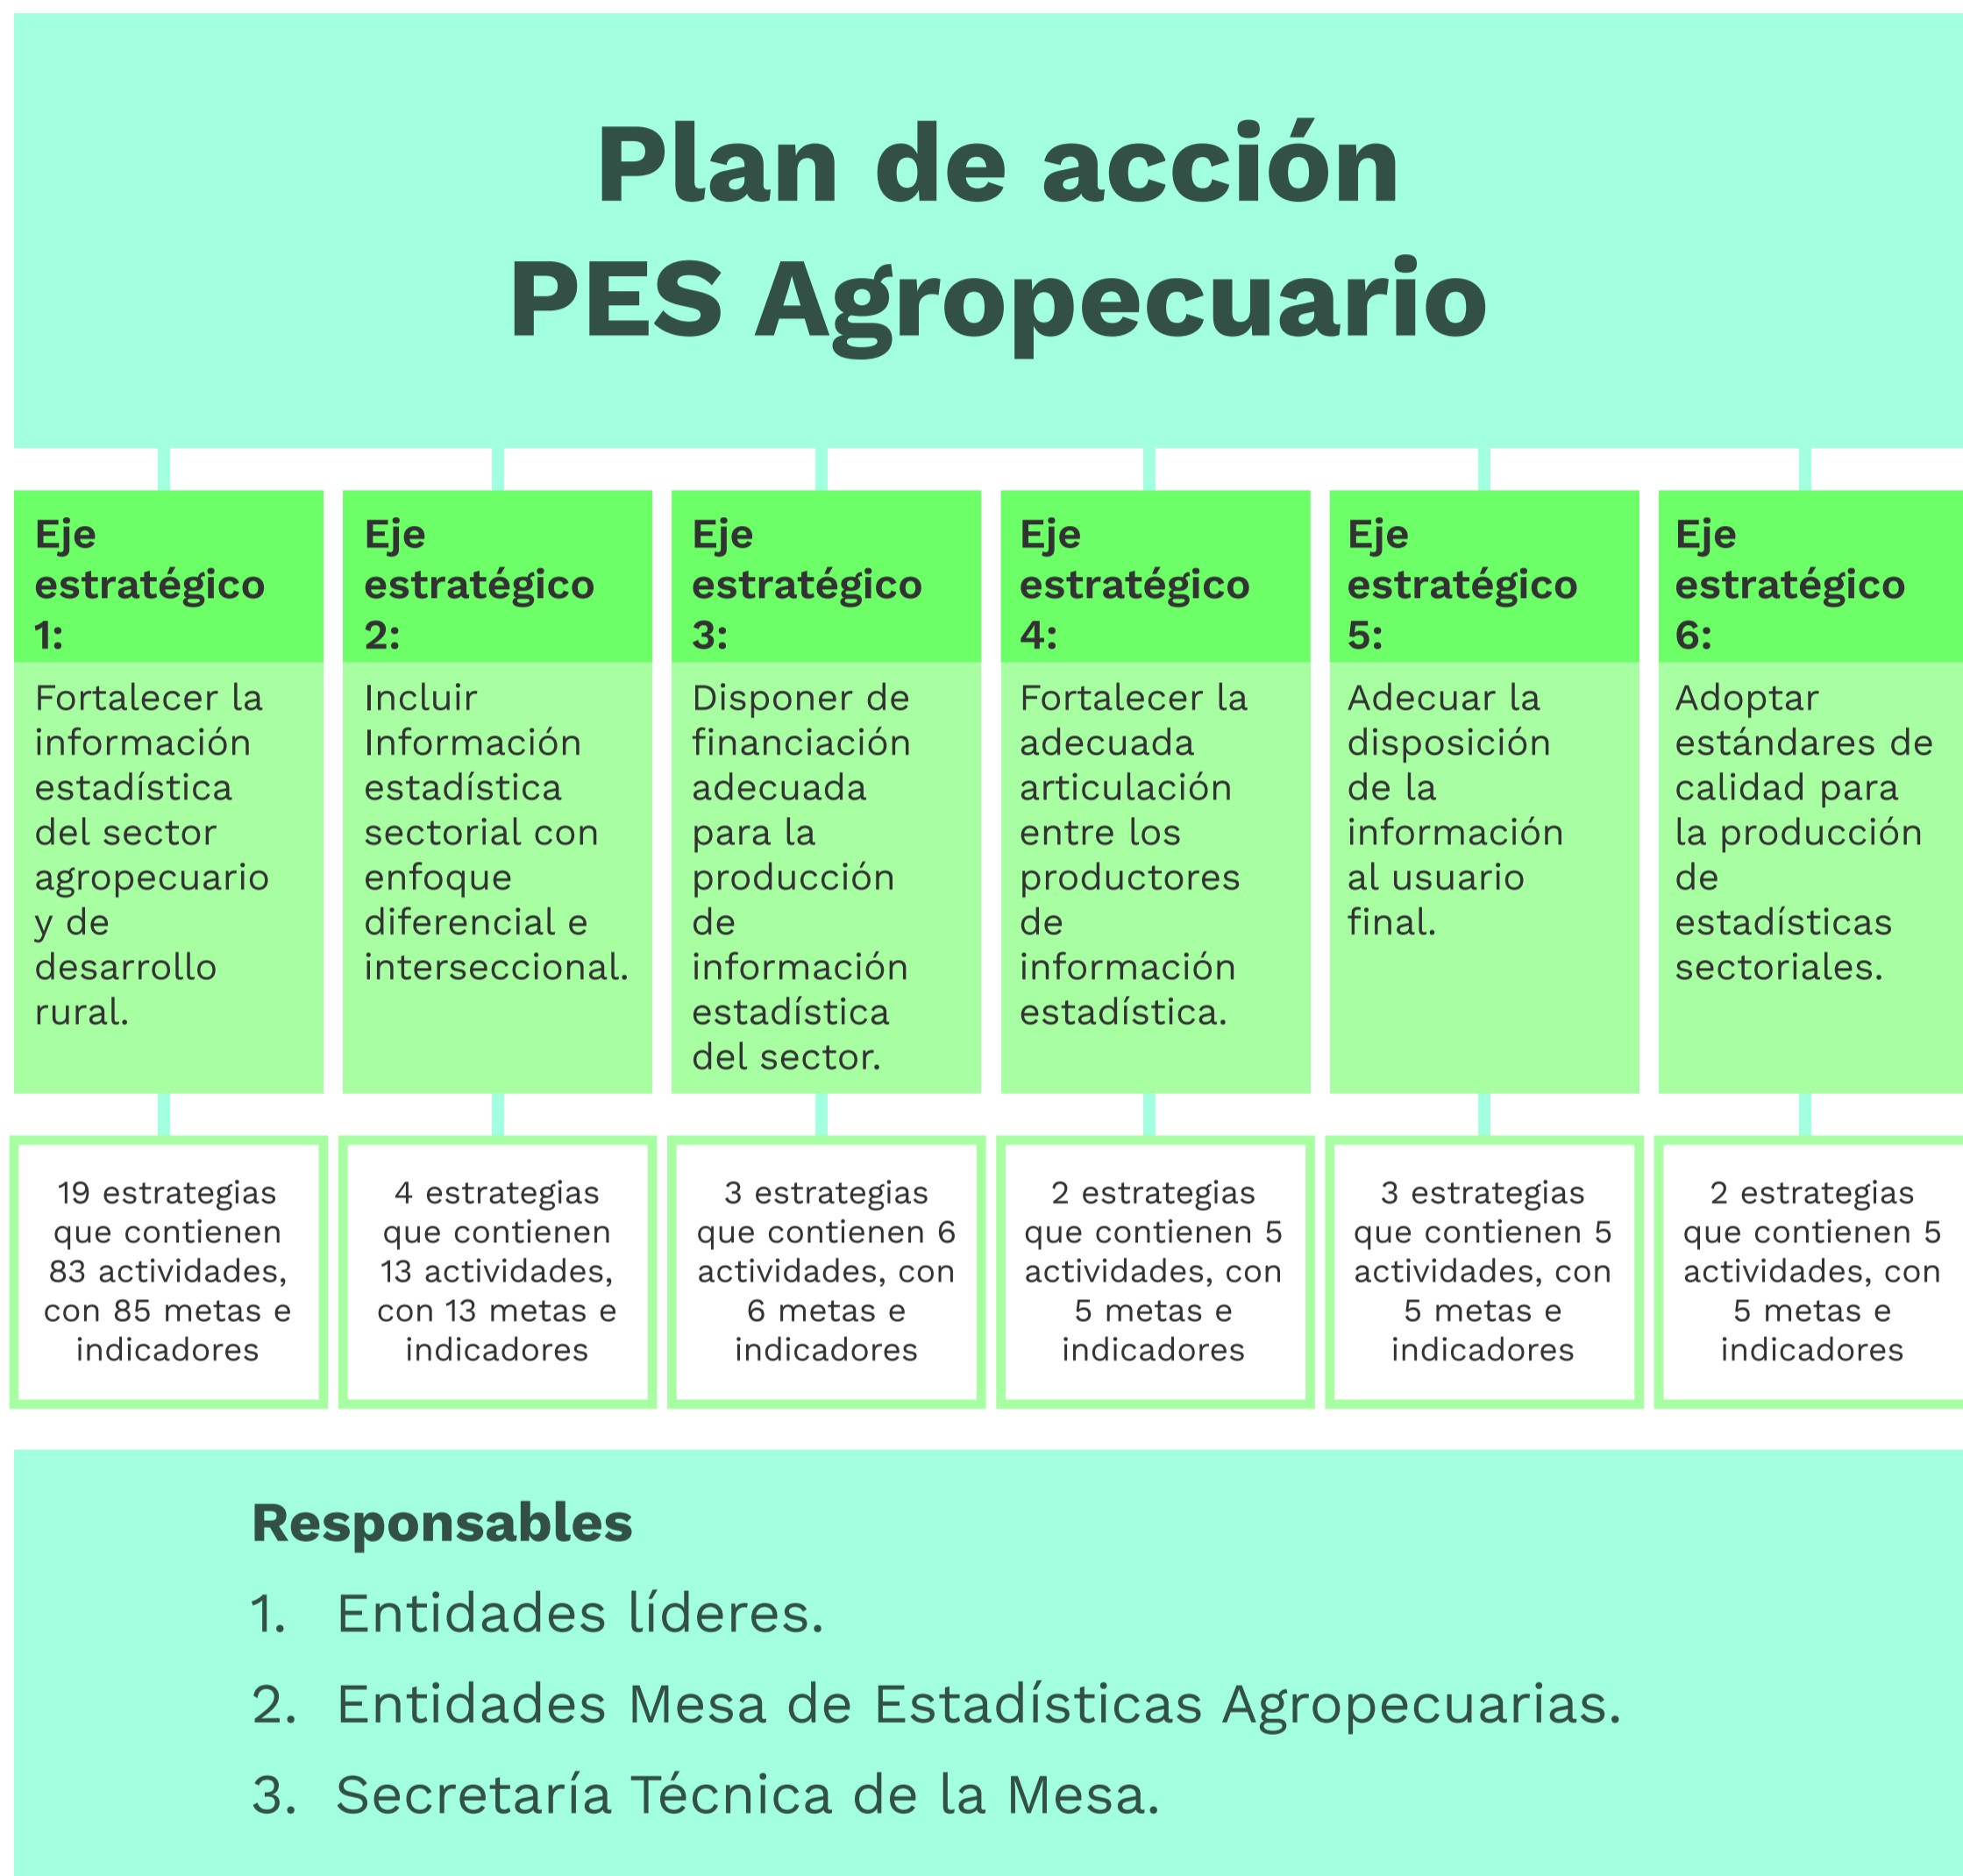 Plan de acción
PES Agropecuario
Eje
estratégico
1:
Fortalecer la
información
estadística
del sector
agropecuario
y de
desarrollo
rural.
19 estrategias
que contienen
83 actividades,
con 85 metas e
indicadores
Eje
estratégico
2:
Incluir
Información
estadística
sectorial con
enfoque
diferencial e
interseccional.
4 estrategias
que contienen
13 actividades,
con 13 metas e
indicadores
Eje
estratégico
3:
Disponer de
financiación
adecuada
para la
producción
de
información
estadística
del sector.
3 estrategias
que contienen 6
actividades, con
6 metas e
indicadores
Eje
estratégico
4:
Fortalecer la
adecuada
articulación
entre los
productores
de
información
estadística.
2 estrategias
que contienen 5
actividades, con
5 metas e
indicadores
Eje
estratégico
5:
Adecuar la
disposición
de la
información
al usuario
final.
3 estrategias
que contienen 5
actividades, con
5 metas e
indicadores
Eje
estratégico
6:
Adoptar
estándares de
calidad para
la producción
de
estadísticas
sectoriales.
2 estrategias
que contienen 5
actividades, con
5 metas e
indicadores
Responsables
1. Entidades líderes.
2. Entidades Mesa de Estadísticas Agropecuarias.
3. Secretaría Técnica de la Mesa.